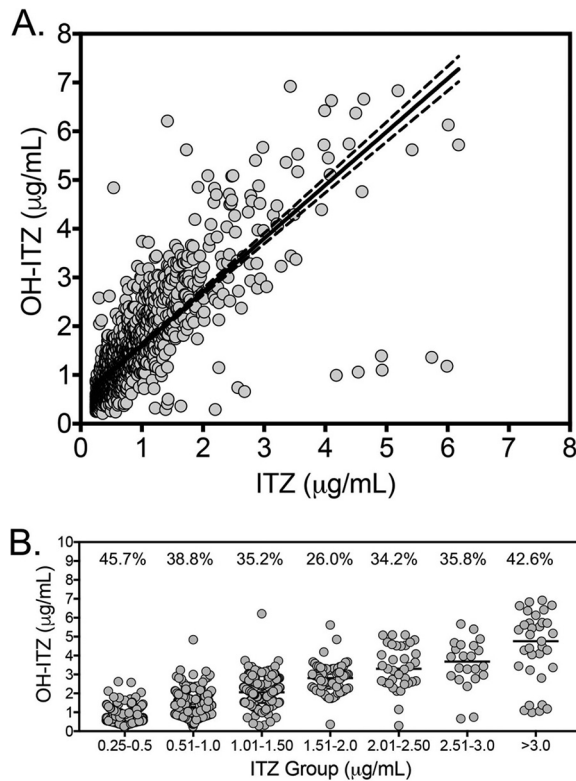 A.
8
7
6
5
4
3
2
1
0
OH-ITZ (μg/mL)
0 1 2 3 4 5 6 7 8
ITZ (μg/mL)
B.
10
9
8
7
6
5
4
3
2
1
0
OH-ITZ (μg/mL)
45.7% 38.8% 35.2% 26.0% 34.2% 35.8% 42.6%
0.25-0.5 0.51-1.0 1.01-1.50 1.51-2.0 2.01-2.50 2.51-3.0 >3.0
ITZ Group (μg/mL)